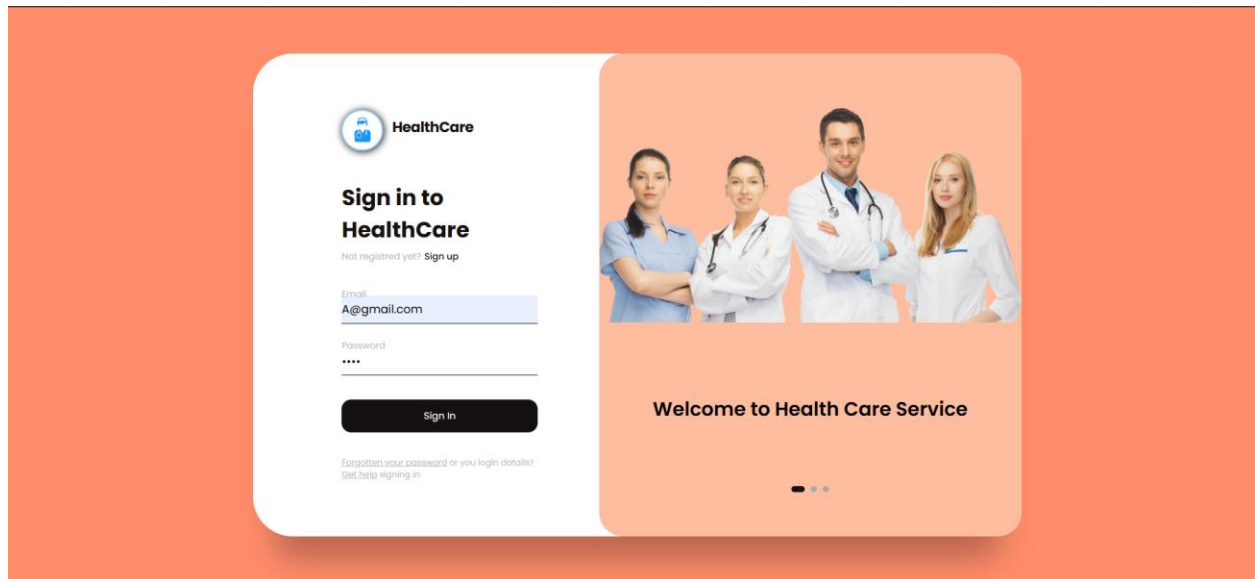 HealthCare
Sign in to
HealthCare
Not registred yet? Sign up
Email
A@gmail.com
Password
••••
Sign In
Forgotten your password or you login datails?
Get help signing in
Welcome to Health Care Service